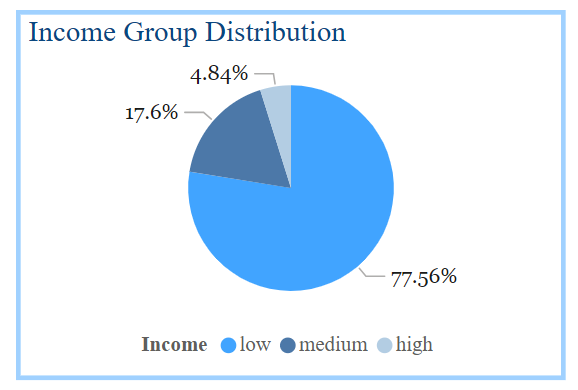 Income Group Distribution
4.84%
17.6%
77.56%
Income low medium high